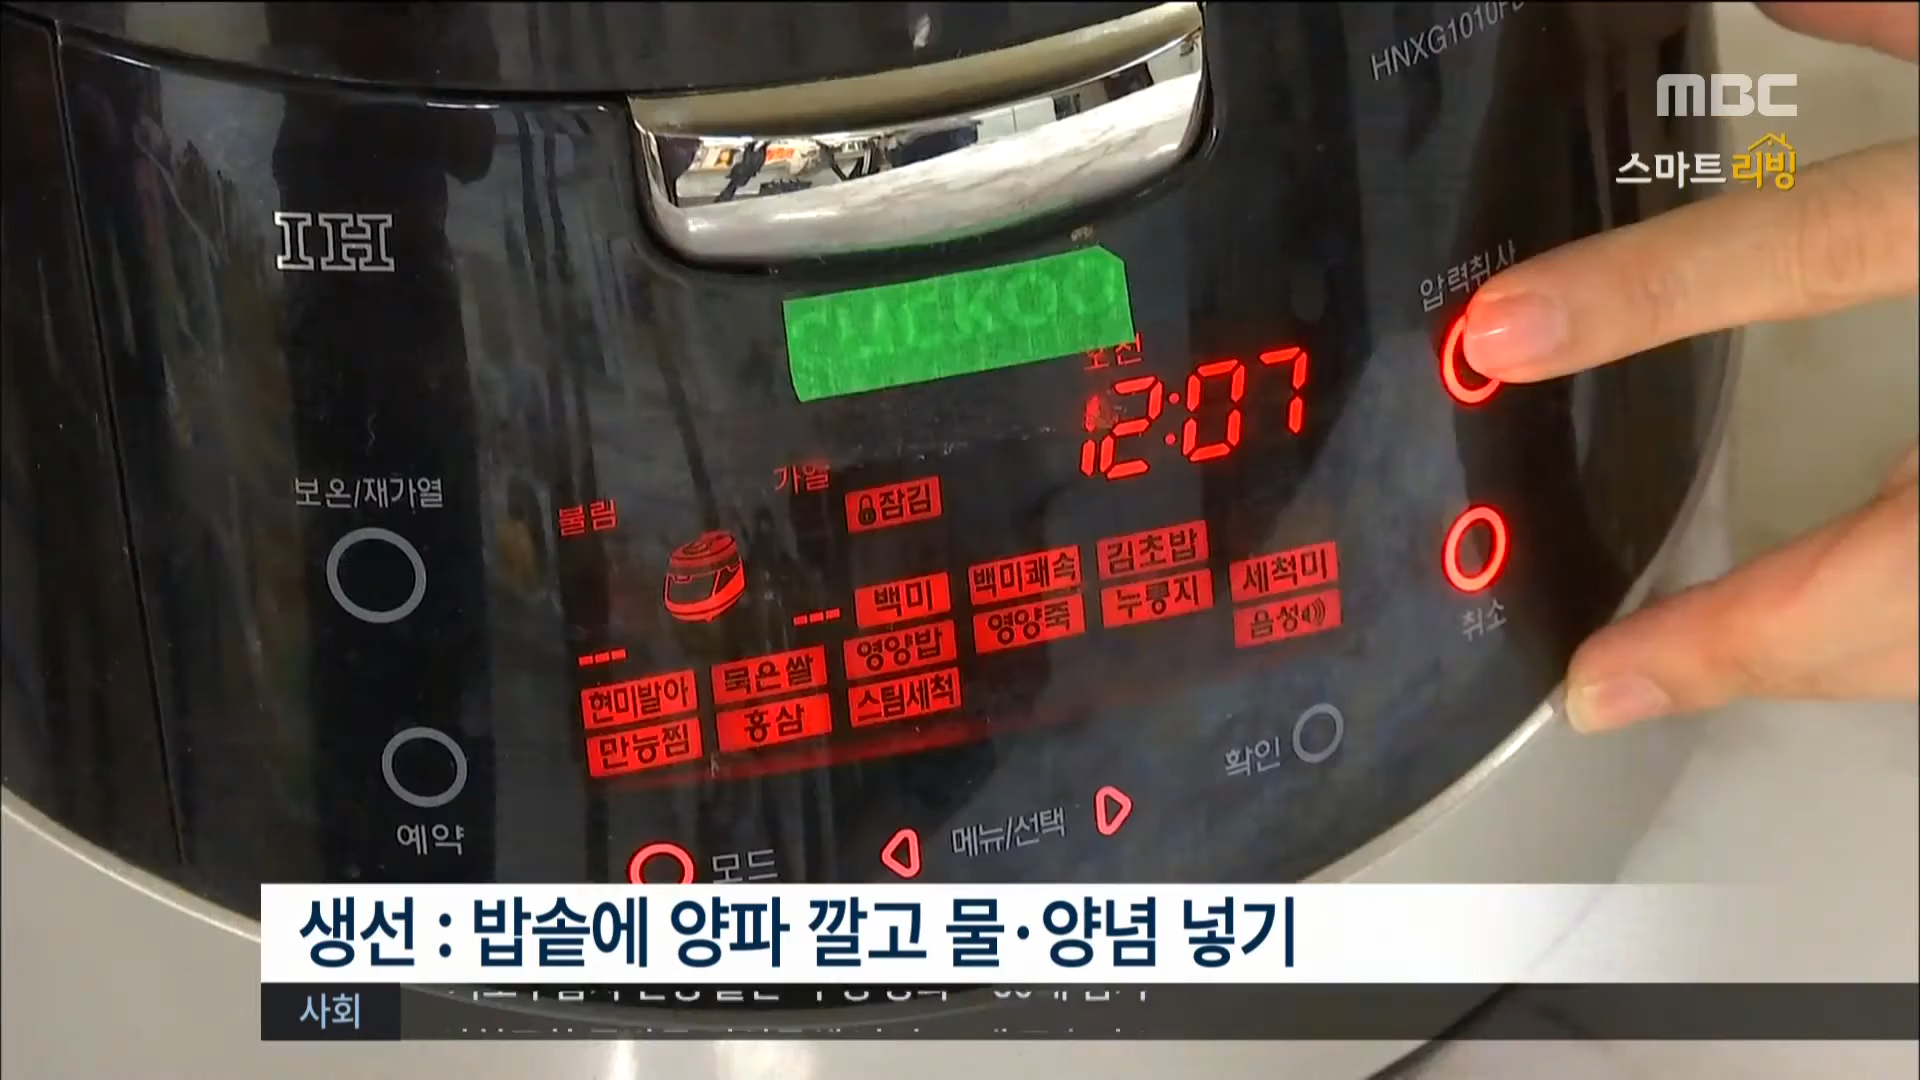 HNXG1010FB
MBC
스마트리빙
IH
CUCKOO
압력취사
오전
12:07
보온/재가열
불림
가열
잠김
백미
백미쾌속
김초밥
세척미
영양밥
영양죽
누룽지
음성
현미발아
묵은쌀
스팀세척
만능찜
홍삼
취소
확인
예약
모드
메뉴/선택
생선 : 밥솥에 양파 깔고 물·양념 넣기
사회